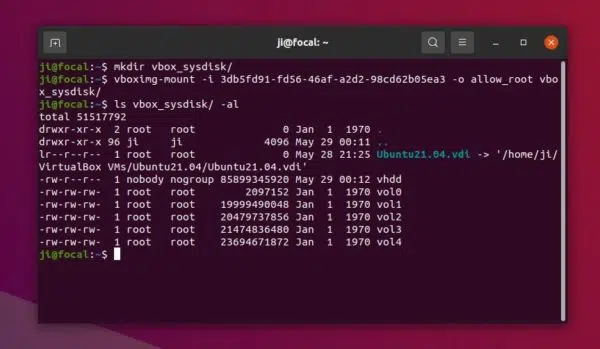 ji@focal: ~
ji@focal:~$ mkdir vbox_sysdisk/
ji@focal:~$ vboximg-mount -i 3db5fd91-fd56-46af-a2d2-98cd62b05ea3 -o allow_root vbo
x_sysdisk/
ji@focal:~$ ls vbox_sysdisk/ -al
total 51517792
drwxr-xr-x  2 root   root              0 Jan  1  1970 .
drwxr-xr-x 96 ji     ji             4096 May 29 00:11 ..
lr--r--r--  1 root   root              0 May 28 21:25 Ubuntu21.04.vdi -> '/home/ji/
VirtualBox VMs/Ubuntu21.04/Ubuntu21.04.vdi'
-rw-r--r--  1 nobody nogroup 85899345920 May 29 00:12 vhdd
-rw-rw-rw-  1 root   root        2097152 Jan  1  1970 vol0
-rw-rw-rw-  1 root   root    19999490048 Jan  1  1970 vol1
-rw-rw-rw-  1 root   root    20479737856 Jan  1  1970 vol2
-rw-rw-rw-  1 root   root    21474836480 Jan  1  1970 vol3
-rw-rw-rw-  1 root   root    23694671872 Jan  1  1970 vol4
ji@focal:~$